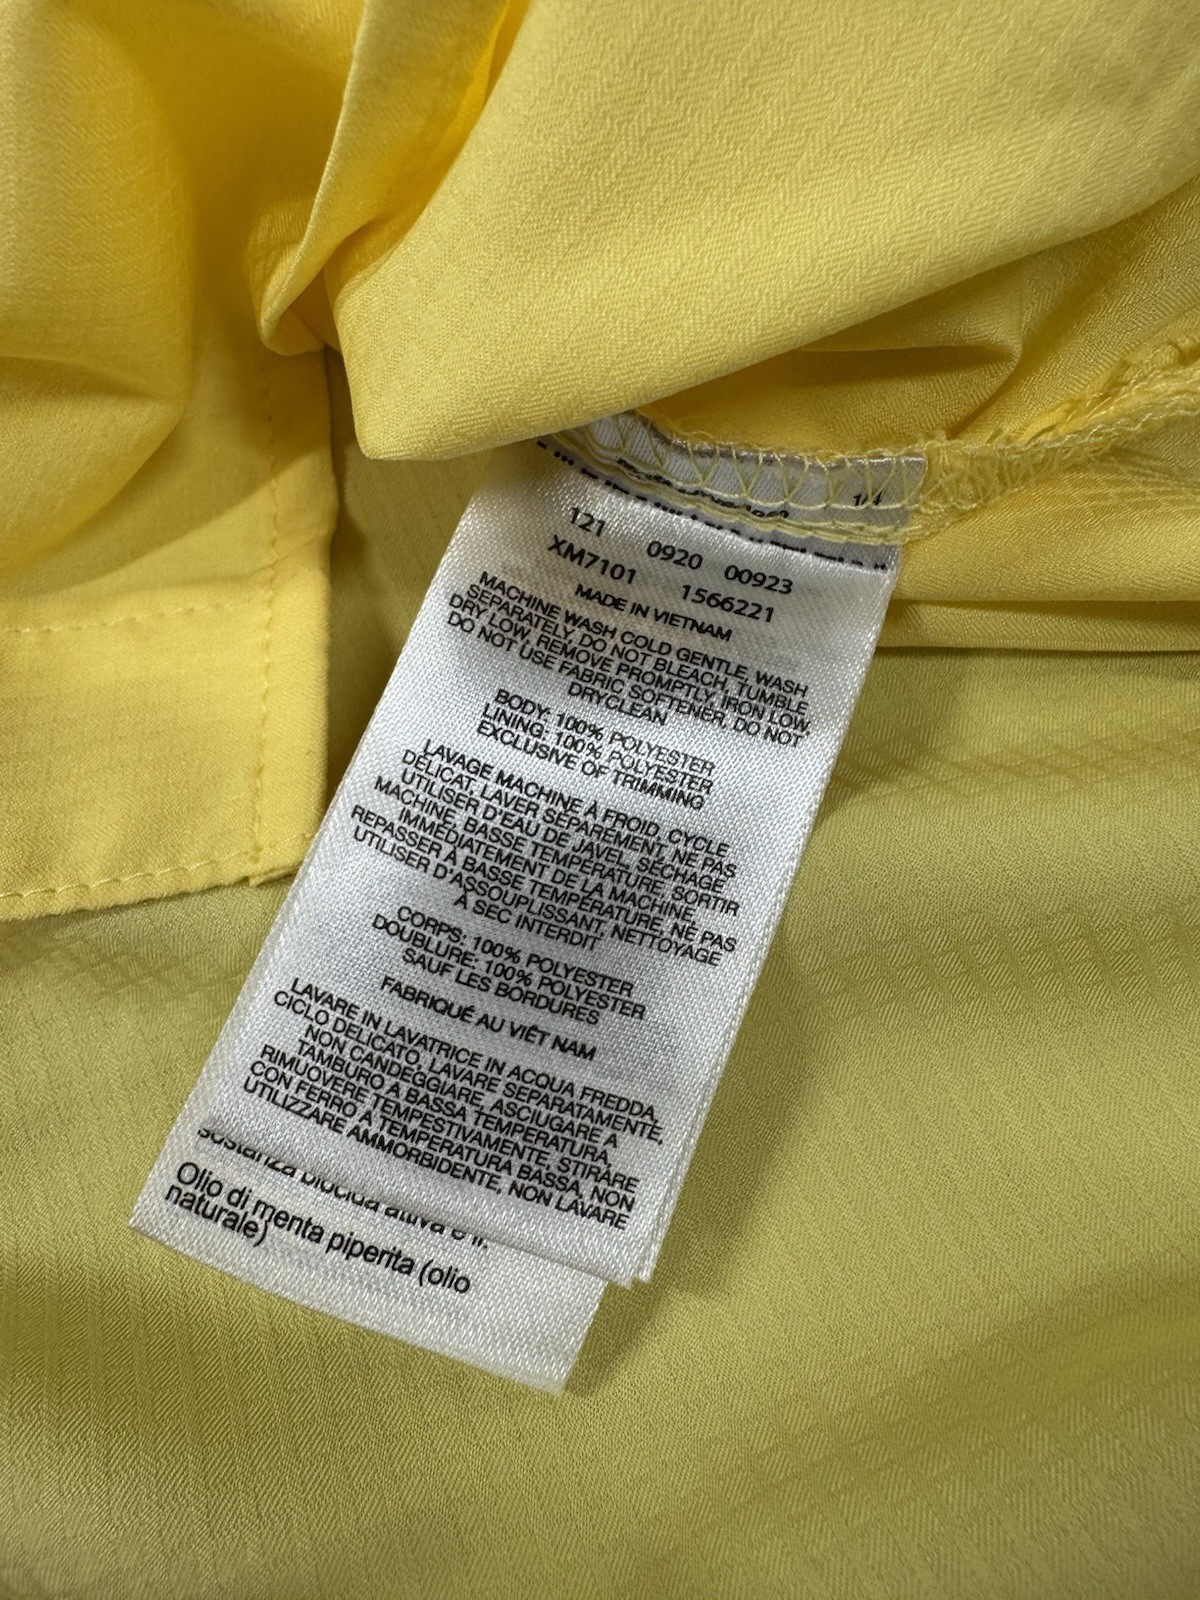 1/4
121 0920 00923
XM7101 1566221
MADE IN VIETNAM
MACHINE WASH COLD GENTLE, WASH
SEPARATELY, DO NOT BLEACH, TUMBLE
DRY LOW, REMOVE PROMPTLY, IRON LOW,
DO NOT USE FABRIC SOFTENER, DO NOT
DRYCLEAN
BODY: 100% POLYESTER
LINING: 100% POLYESTER
EXCLUSIVE OF TRIMMING
LAVAGE MACHINE À FROID, CYCLE
DÉLICAT, LAVER SÉPARÉMENT, NE PAS
UTILISER D'EAU DE JAVEL, SÉCHAGE
MACHINE, BASSE TEMPÉRATURE, SORTIR
IMMÉDIATEMENT DE LA MACHINE,
REPASSER À BASSE TEMPÉRATURE, NE PAS
UTILISER D'ASSOUPLISSANT, NETTOYAGE
À SEC INTERDIT
CORPS: 100% POLYESTER
DOUBLURE: 100% POLYESTER
SAUF LES BORDURES
FABRIQUÉ AU VIÊT NAM
LAVARE IN LAVATRICE IN ACQUA FREDDA,
CICLO DELICATO, LAVARE SEPARATAMENTE,
NON CANDEGGIARE, ASCIUGARE A
TAMBURO A BASSA TEMPERATURA,
RIMUOVERE TEMPESTIVAMENTE, STIRARE
CON FERRO A TEMPERATURA BASSA, NON
UTILIZZARE AMMORBIDENTE, NON LAVARE
sostanza biocida attiva è il:
Olio di menta piperita (olio
naturale)